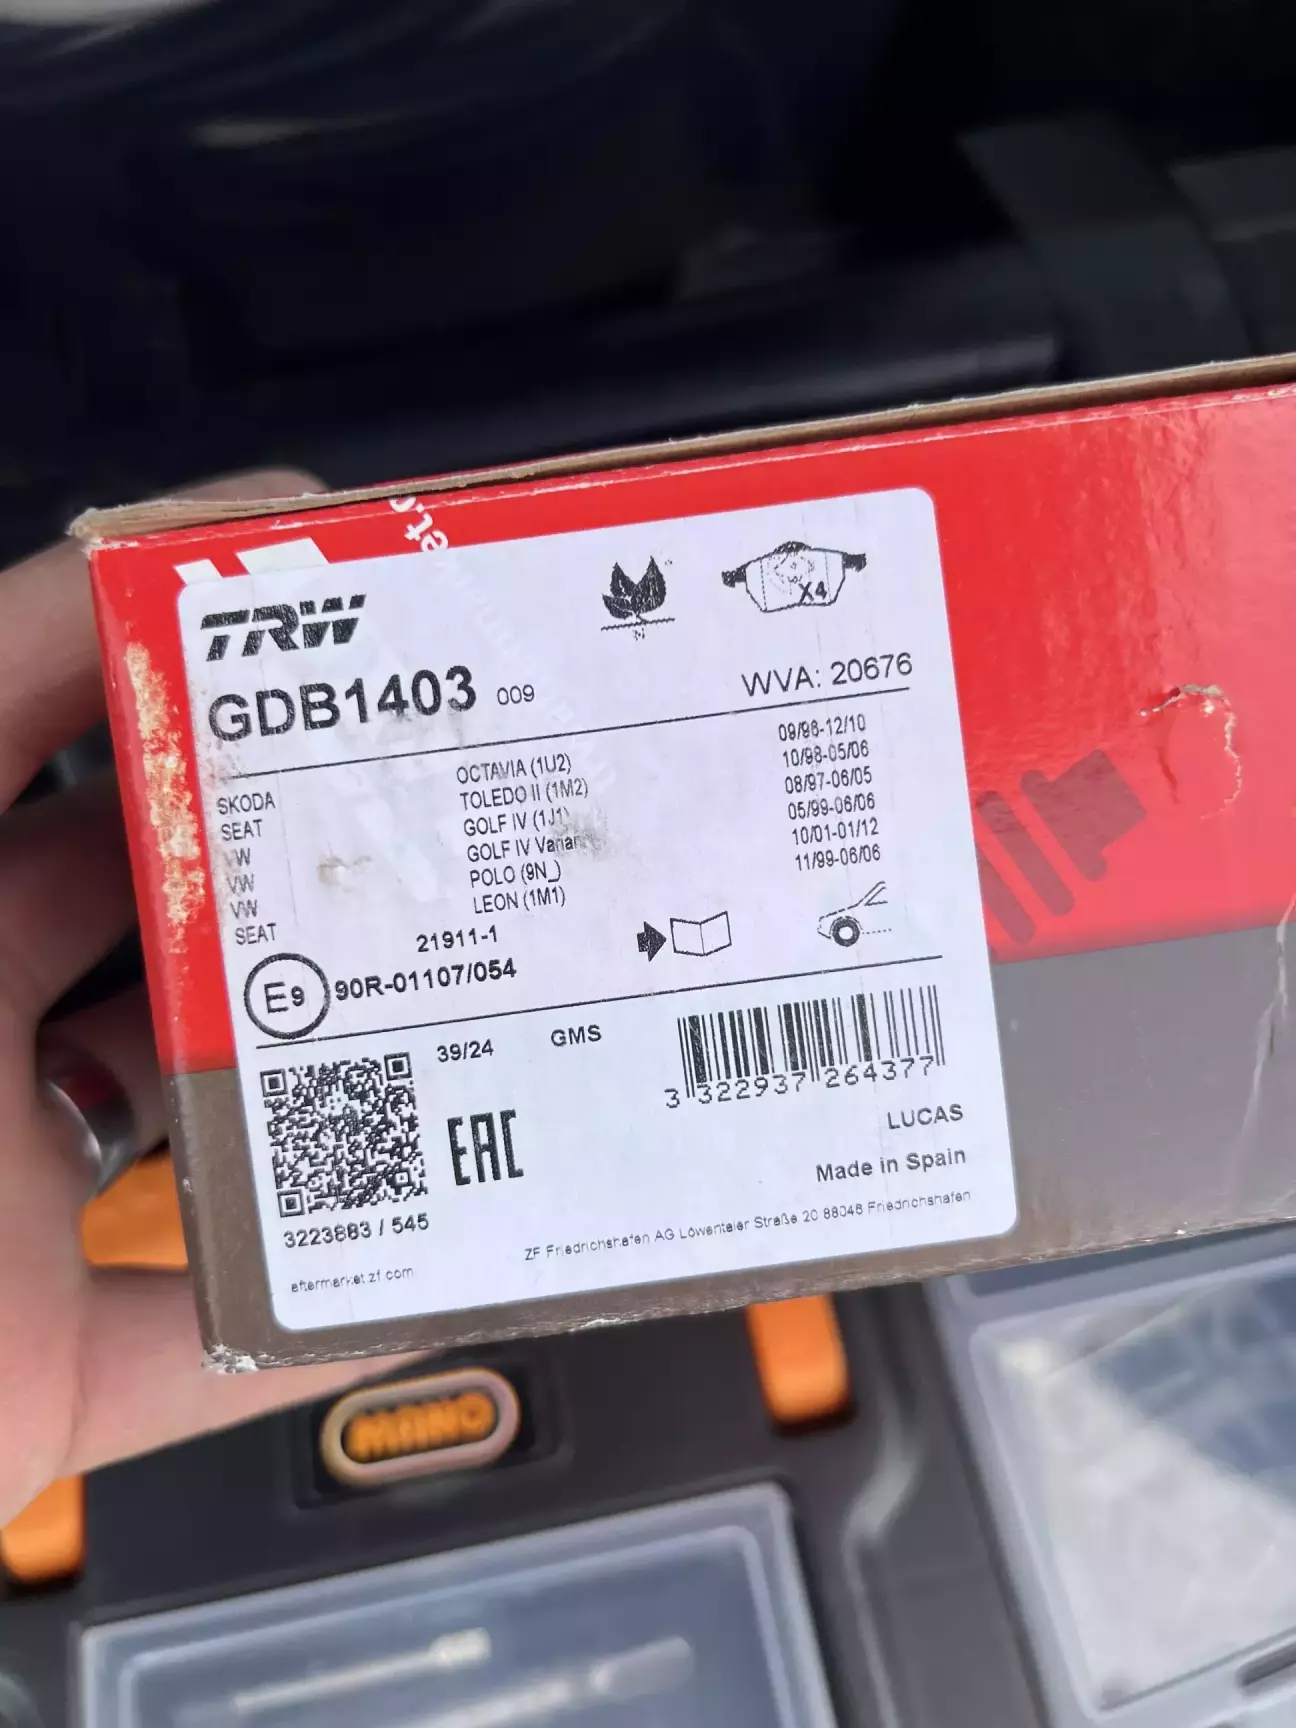 TRW
X4
GDB1403 009
WVA: 20676
SKODA OCTAVIA (1U2) 09/96-12/10
SEAT TOLEDO II (1M2) 10/98-05/06
VW GOLF IV (1J1) 08/97-06/05
VW GOLF IV Varian 05/99-06/06
VW POLO (9N_) 10/01-01/12
SEAT LEON (1M1) 11/99-06/06
21911-1
E9 90R-01107/054
39/24 GMS
3 322937 264377
EAC
LUCAS
Made in Spain
3223883 / 545
ZF Friedrichshafen AG Löwentaler Straße 20 88046 Friedrichshafen
aftermarket.zf.com
MANO